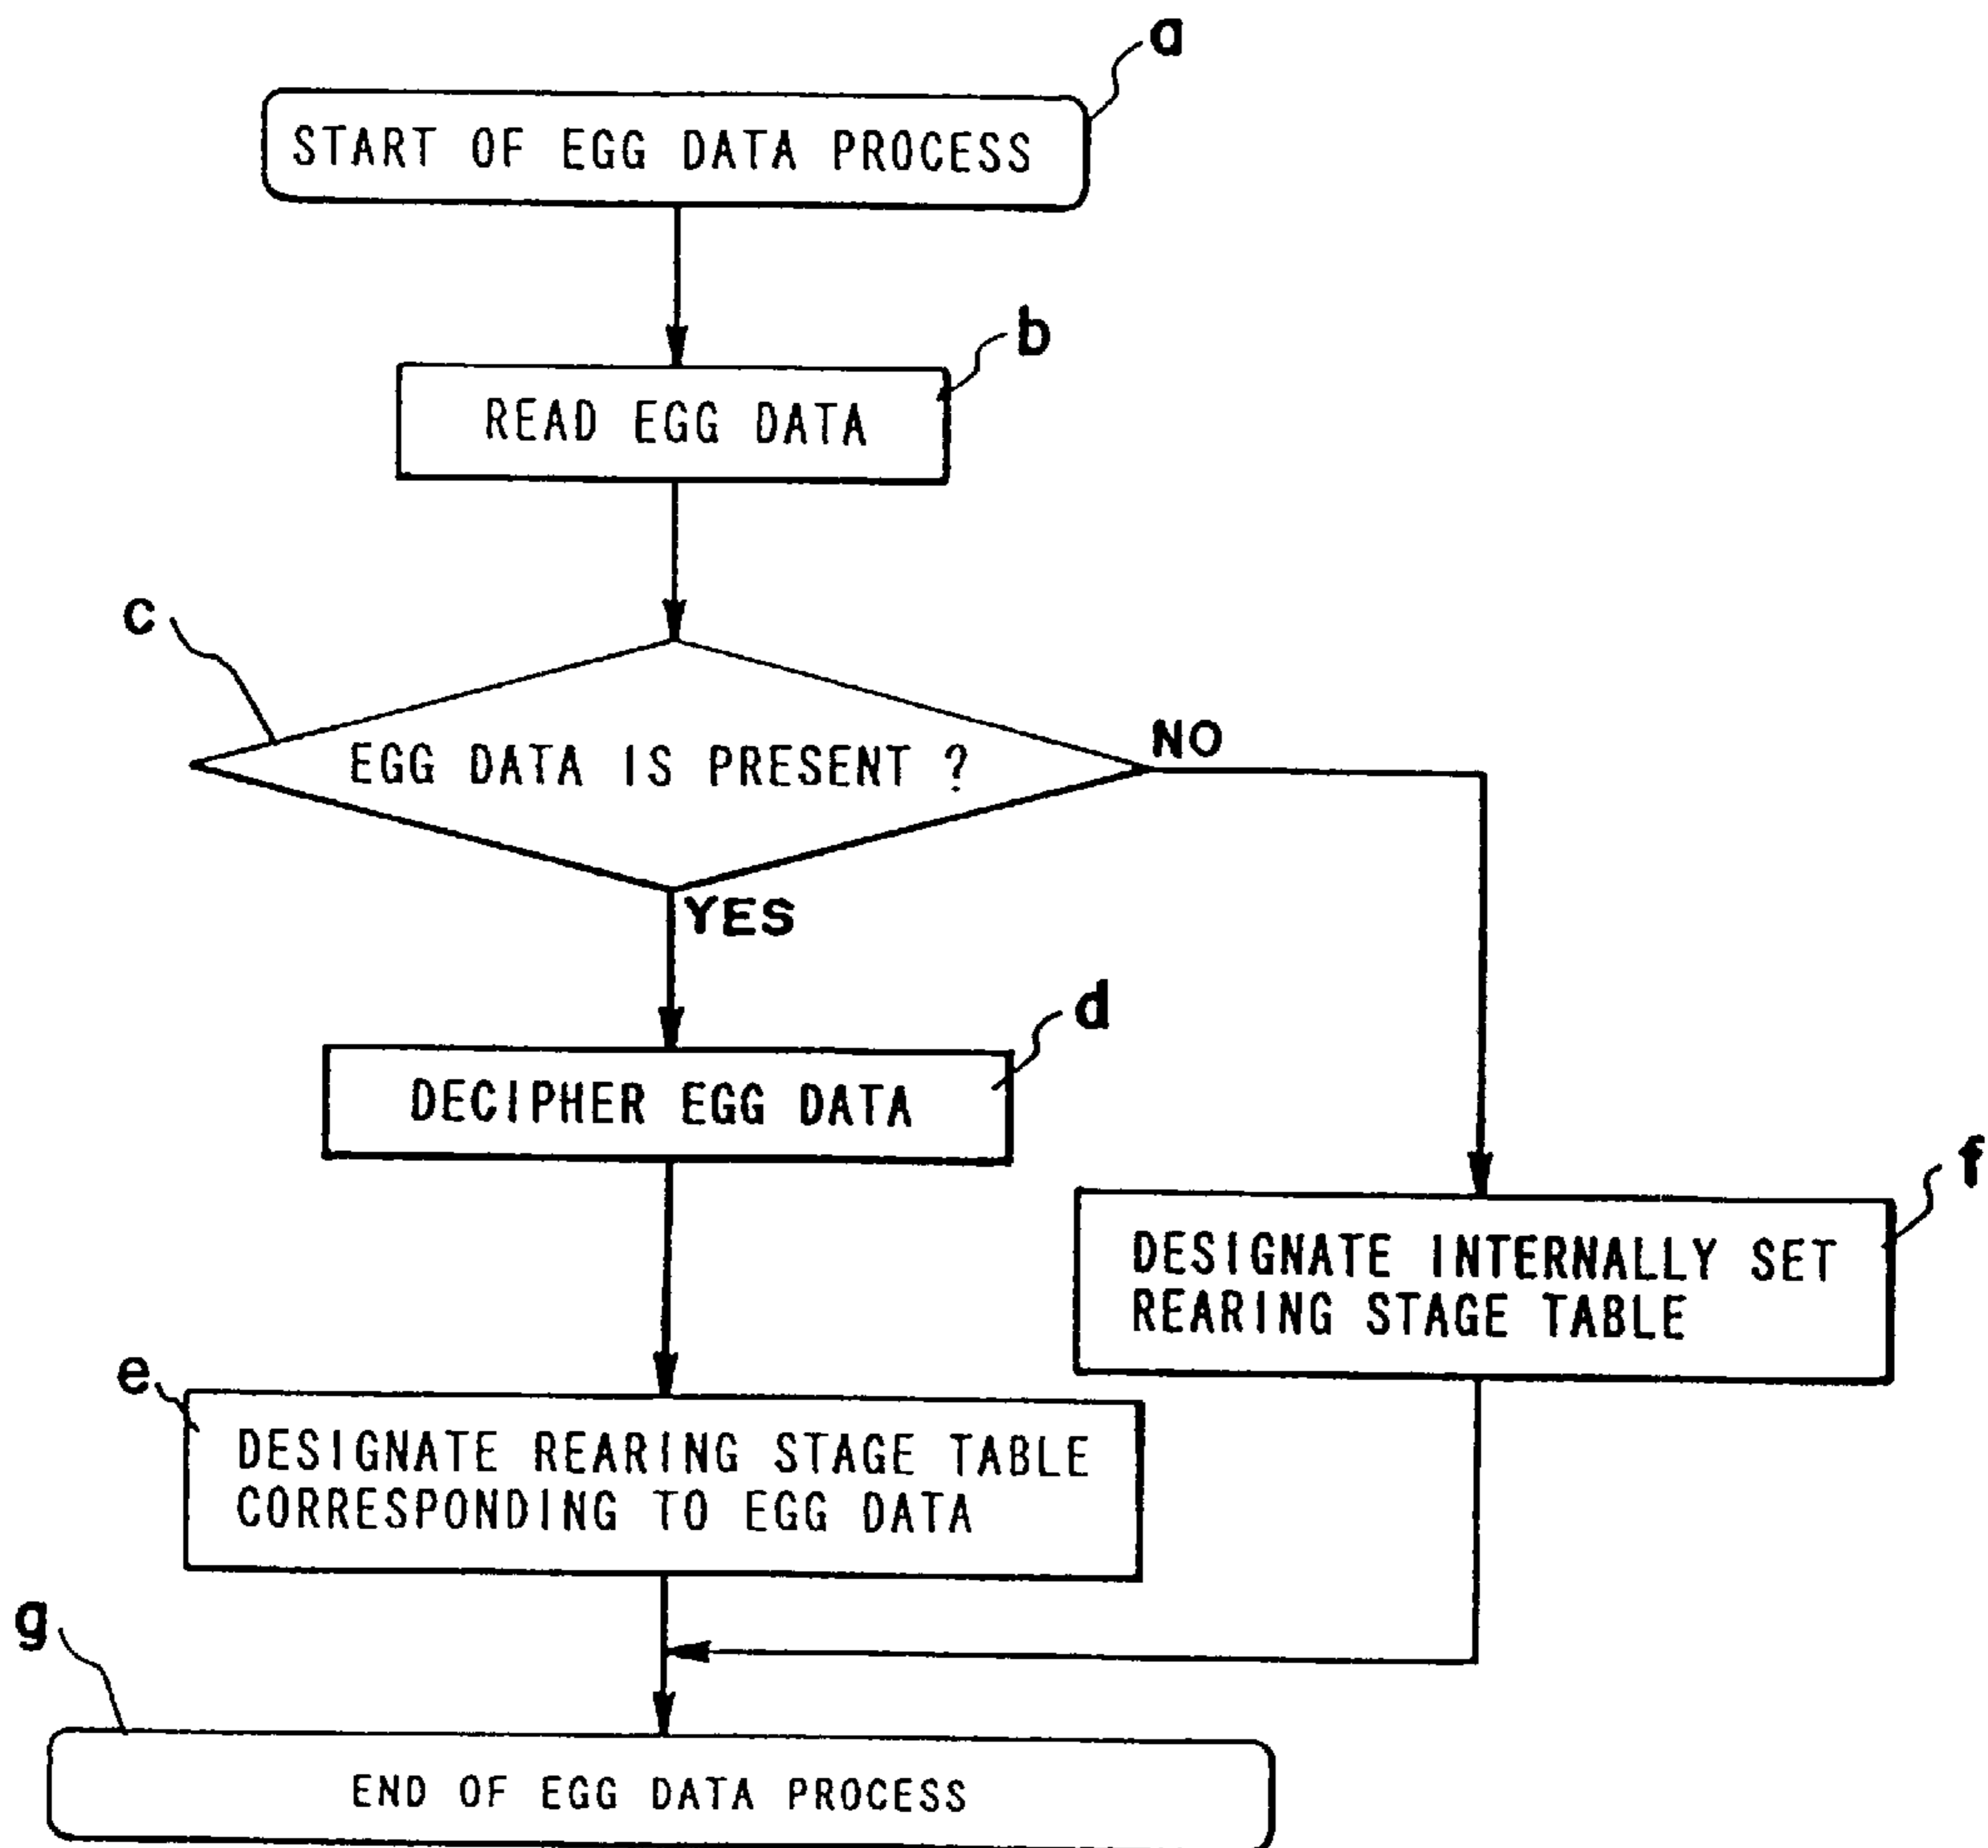 a
START OF EGG DATA PROCESS
b
READ EGG DATA
c
EGG DATA IS PRESENT ?
NO
YES
d
DECIPHER EGG DATA
f
DESIGNATE INTERNALLY SET
REARING STAGE TABLE
e
DESIGNATE REARING STAGE TABLE
CORRESPONDING TO EGG DATA
g
END OF EGG DATA PROCESS